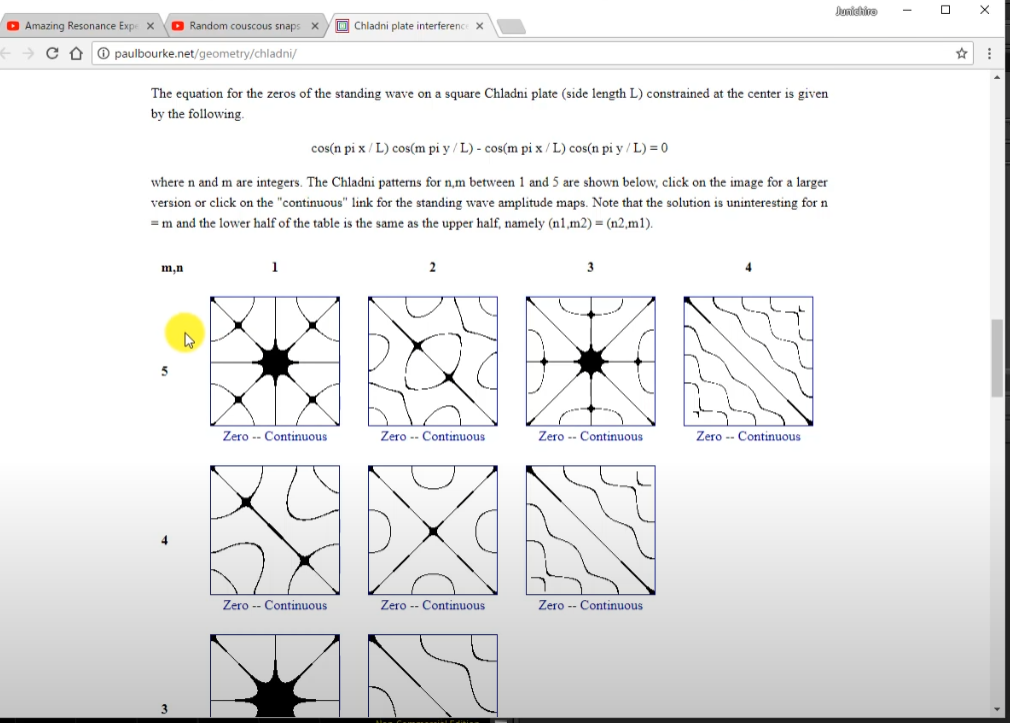 Amazing Resonance Expe
Random couscous snaps
Chladni plate interference
Junichiro
paulbourke.net/geometry/chladni/
The equation for the zeros of the standing wave on a square Chladni plate (side length L) constrained at the center is given
by the following.
cos(n pi x / L) cos(m pi y / L) - cos(m pi x / L) cos(n pi y / L) = 0
where n and m are integers. The Chladni patterns for n,m between 1 and 5 are shown below, click on the image for a larger
version or click on the "continuous" link for the standing wave amplitude maps. Note that the solution is uninteresting for n
= m and the lower half of the table is the same as the upper half, namely (n1,m2) = (n2,m1).
m,n 1 2 3 4
5
Zero -- Continuous Zero -- Continuous Zero -- Continuous Zero -- Continuous
4
Zero -- Continuous Zero -- Continuous Zero -- Continuous
3
Non-Commercial Edition